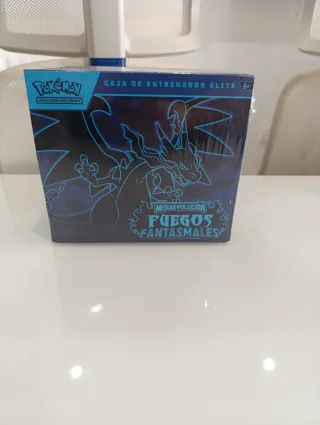 POKÉMON
CAJA DE ENTRENADOR ÉLITE
MEGAEVOLUCIÓN
FUEGOS
FANTASMALES